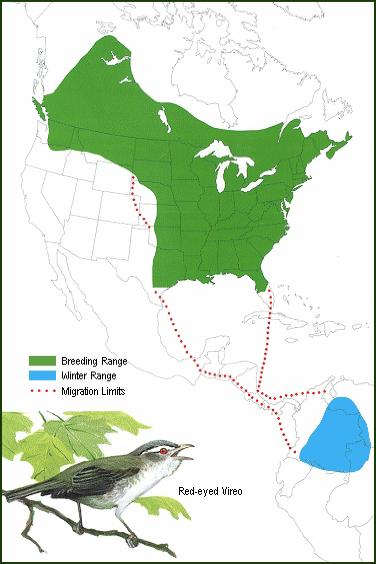 Breeding Range
Winter Range
Migration Limits
Red-eyed Vireo